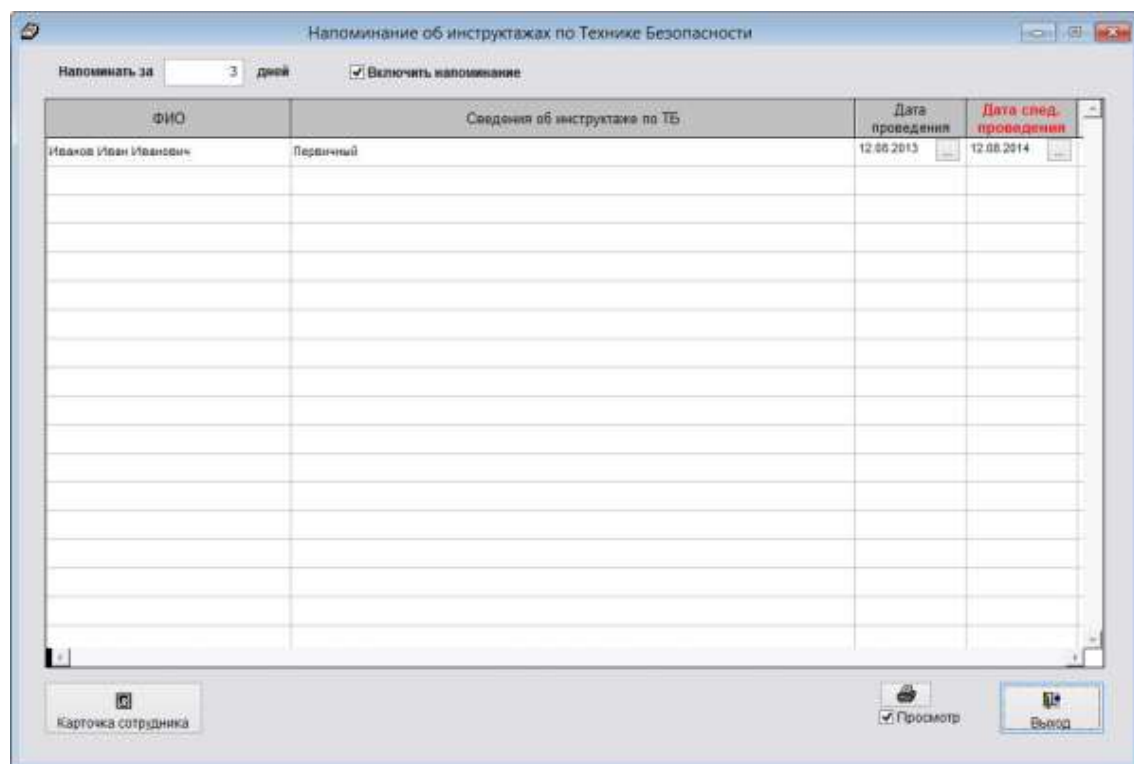 Напоминание об инструктажах по Технике Безопасности
Напоминать за 3 дней Включить напоминание
ФИО Сведения об инструктаже по ТБ Дата проведения Дата след. проведения
Иванов Иван Иванович Первичный 12.08.2013 ... 12.08.2014 ...
Карточка сотрудника
Просмотр
Выход